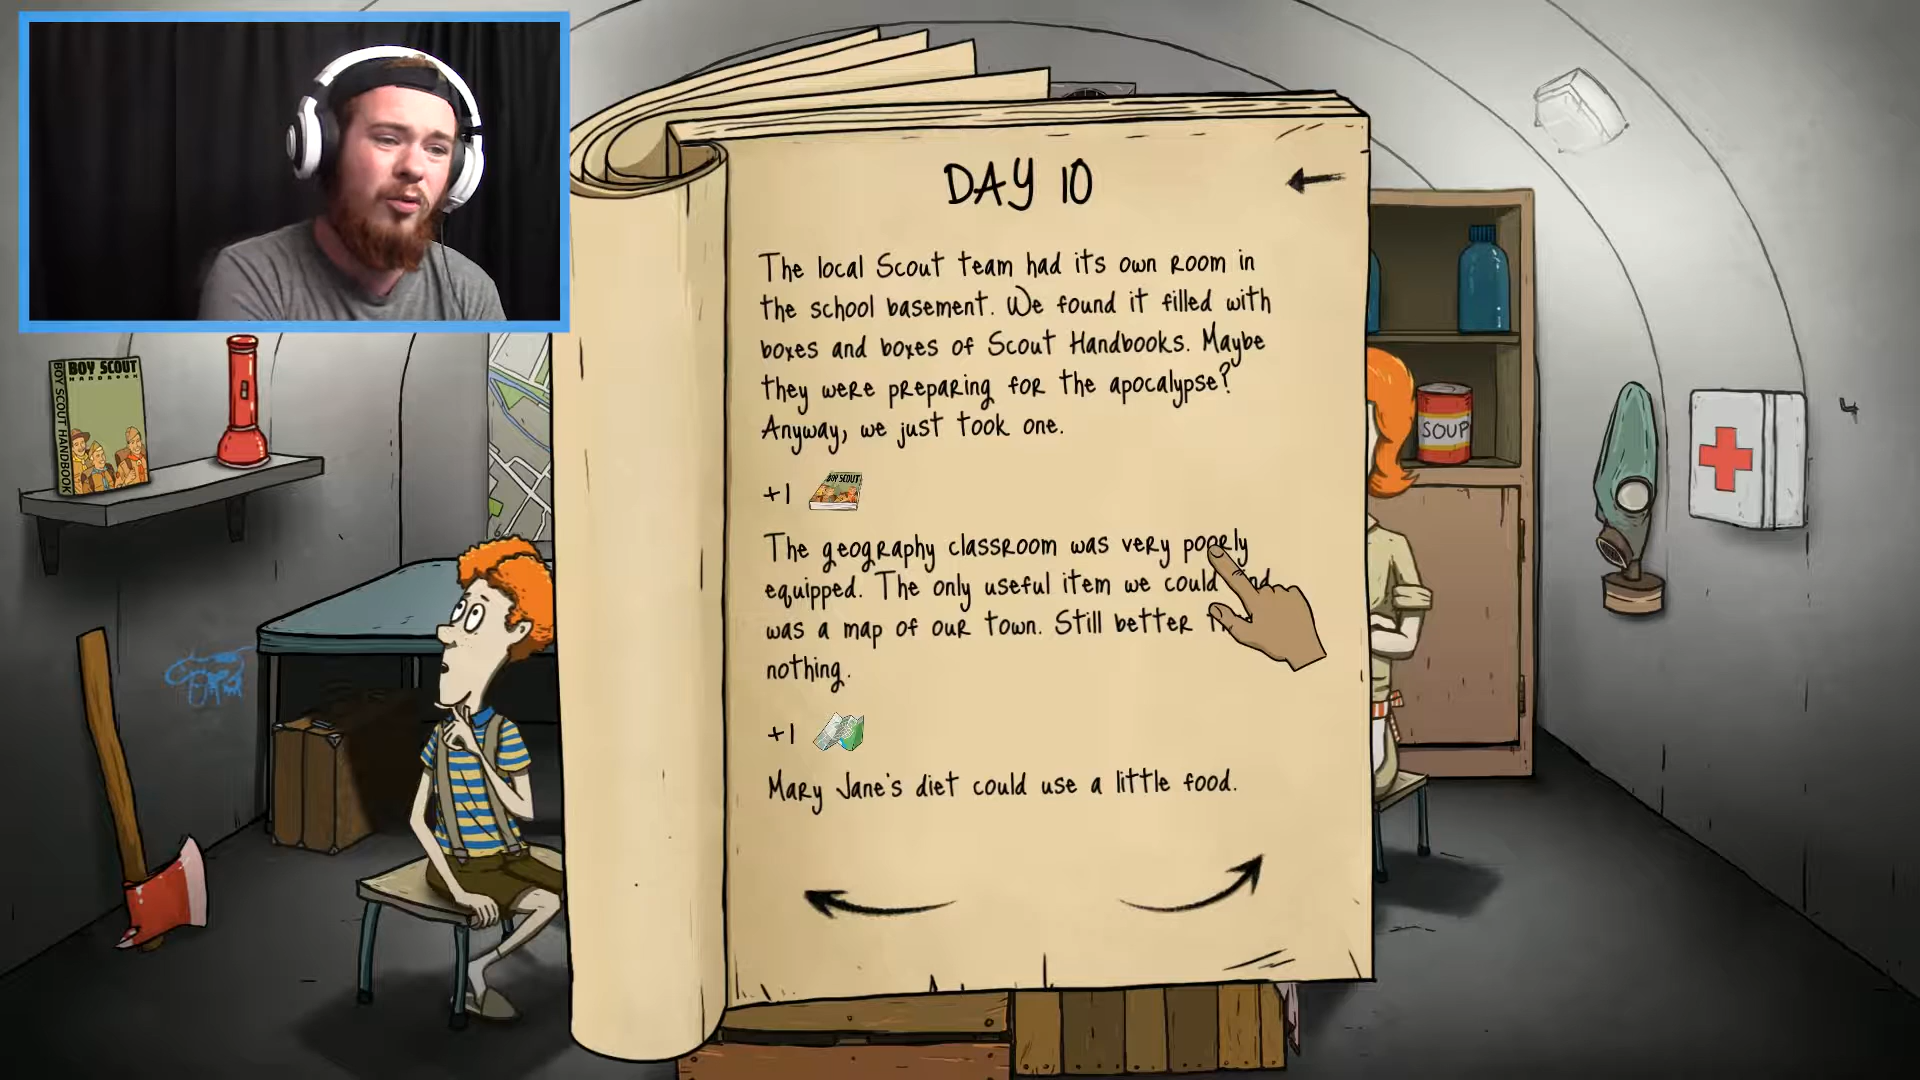 DAY 10
The local Scout team had its own room in
the school basement. We found it filled with
boxes and boxes of Scout Handbooks. Maybe
they were preparing for the apocalypse?
Anyway, we just took one.
+1
BOY SCOUT
The geography classroom was very poorly
equipped. The only useful item we could
was a map of our town. Still better
nothing.
+1
Mary Jane's diet could use a little food.
BOY SCOUT
HANDBOOK
BOY SCOUT HANDBOOK
SOUP